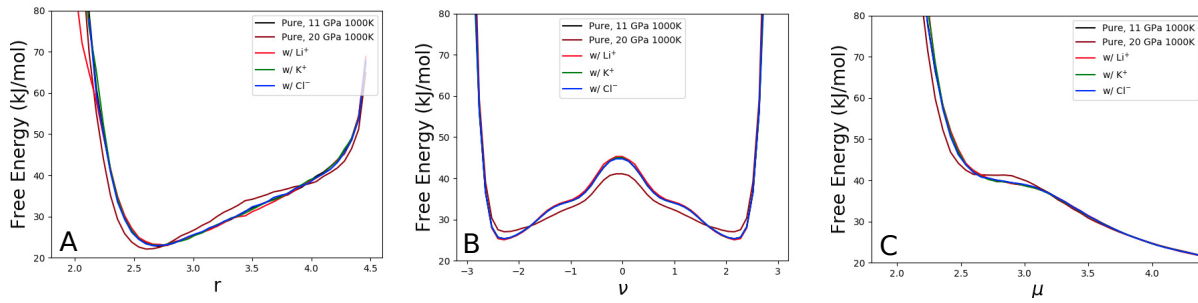 80
70
60
50
40
30
20
Free Energy (kJ/mol)
Pure, 11 GPa 1000K
Pure, 20 GPa 1000K
w/ Li⁺
w/ K⁺
w/ Cl⁻
A
2.0 2.5 3.0 3.5 4.0 4.5
r
80
70
60
50
40
30
20
Free Energy (kJ/mol)
Pure, 11 GPa 1000K
Pure, 20 GPa 1000K
w/ Li⁺
w/ K⁺
w/ Cl⁻
B
−3 −2 −1 0 1 2 3
ν
80
70
60
50
40
30
20
Free Energy (kJ/mol)
Pure, 11 GPa 1000K
Pure, 20 GPa 1000K
w/ Li⁺
w/ K⁺
w/ Cl⁻
C
2.0 2.5 3.0 3.5 4.0
μ